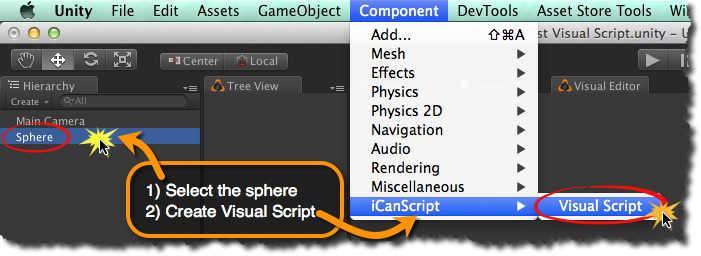 Unity File Edit Assets GameObject Component DevTools Asset Store Tools
st Visual Script.unity - U
Center Local
Hierarchy Tree View Visual Editor
Create All
Main Camera
Sphere
Add... ⇧⌘A
Mesh
Effects
Physics
Physics 2D
Navigation
Audio
Rendering
Miscellaneous
iCanScript Visual Script
1) Select the sphere
2) Create Visual Script